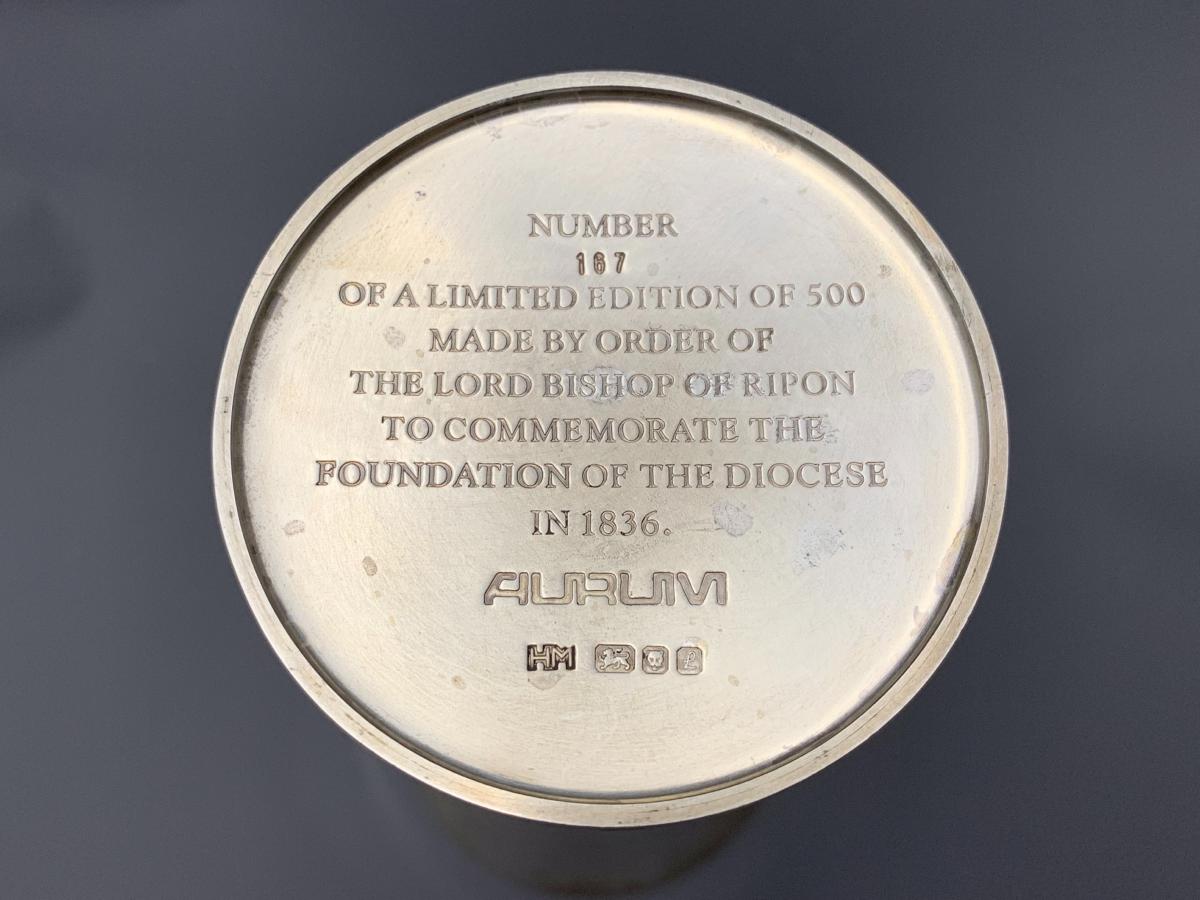 NUMBER
167
OF A LIMITED EDITION OF 500
MADE BY ORDER OF
THE LORD BISHOP OF RIPON
TO COMMEMORATE THE
FOUNDATION OF THE DIOCESE
IN 1836.
AURUM
HM L